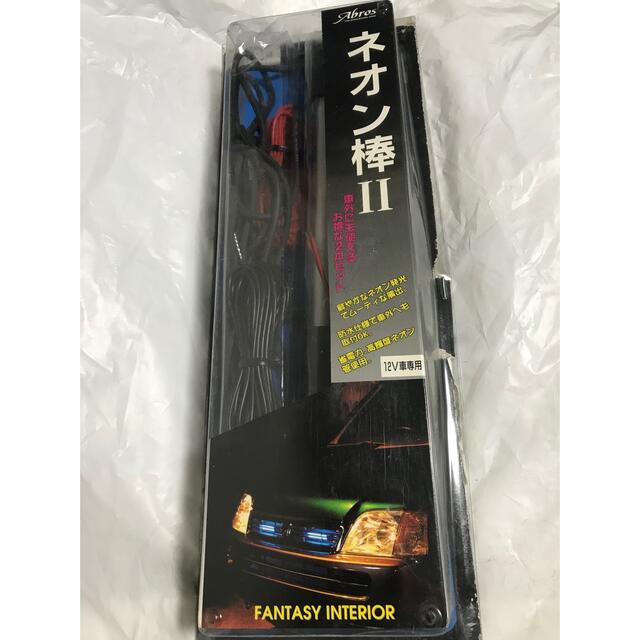 Abros
ネオン棒II
車外にも使える
お得な2本セット
鮮やかなネオン発光
でムーディな演出
防水仕様で車外へも
取付OK。
省電力、高輝度ネオン
管使用。
12V車専用
FANTASY INTERIOR